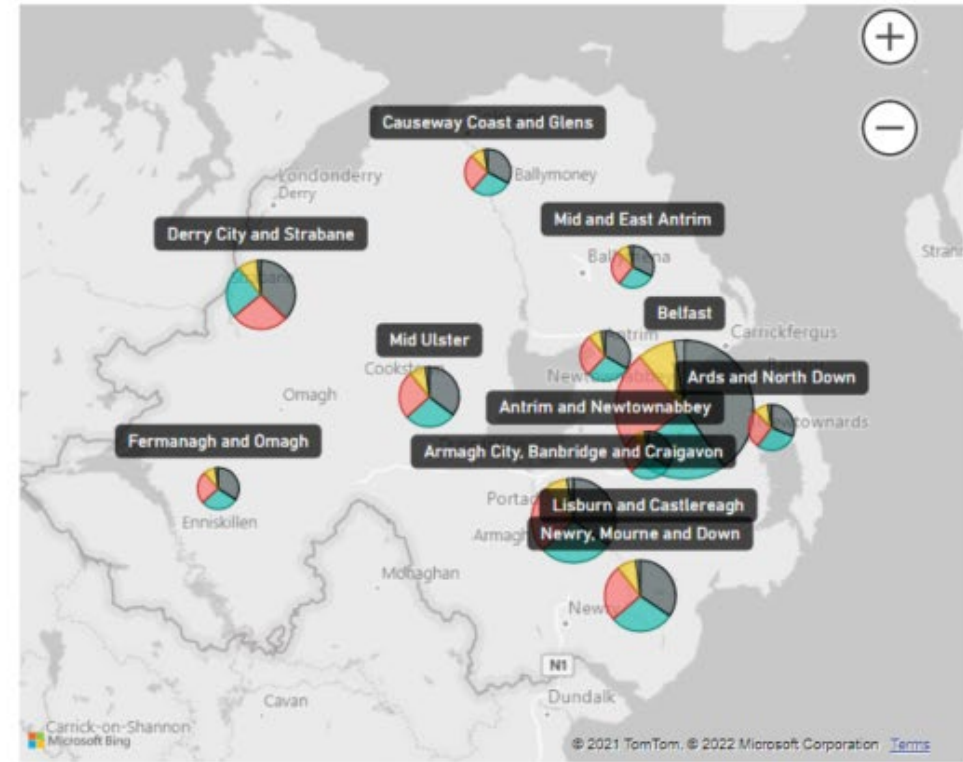 Causeway Coast and Glens
Londonderry
Derry
Ballymoney
Mid and East Antrim
Derry City and Strabane
Belfast
Carrickfergus
Mid Ulster
Ards and North Down
Omagh
Antrim and Newtownabbey
Fermanagh and Omagh
Armagh City, Banbridge and Craigavon
Lisburn and Castlereagh
Enniskillen
Newry, Mourne and Down
Monaghan
N1
Dundalk
Cavan
Carrick-on-Shannon
Microsoft Bing
© 2021 TomTom, © 2022 Microsoft Corporation Terms